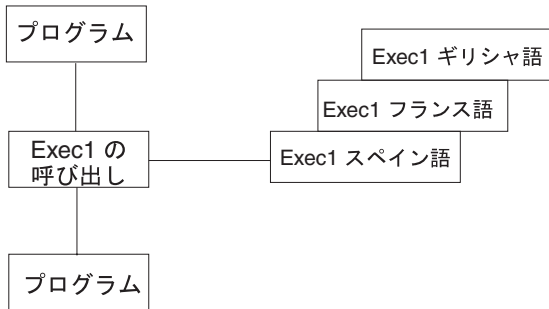 プログラム
Exec1 ギリシャ語
Exec1 フランス語
Exec1 の
呼び出し
Exec1 スペイン語
プログラム